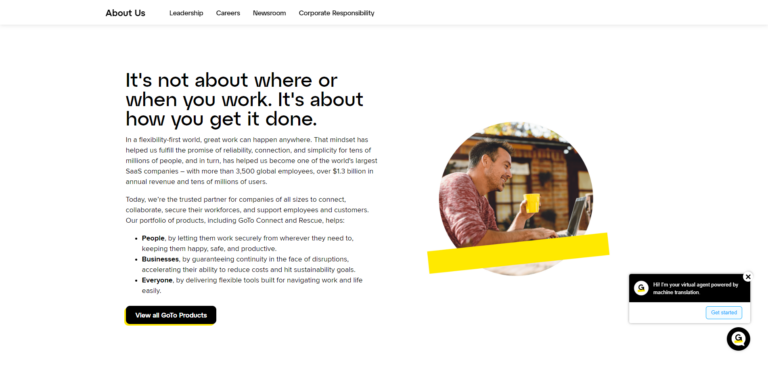 About Us
Leadership
Careers
Newsroom
Corporate Responsibility
It's not about where or
when you work. It's about
how you get it done.
In a flexibility-first world, great work can happen anywhere. That mindset has
helped us fulfill the promise of reliability, connection, and simplicity for tens of
millions of people, and in turn, has helped us become one of the world's largest
SaaS companies – with more than 3,500 global employees, over $1.3 billion in
annual revenue and tens of millions of users.
Today, we're the trusted partner for companies of all sizes to connect,
collaborate, secure their workforces, and support employees and customers.
Our portfolio of products, including GoTo Connect and Rescue, helps:
• People, by letting them work securely from wherever they need to,
keeping them happy, safe, and productive.
• Businesses, by guaranteeing continuity in the face of disruptions,
accelerating their ability to reduce costs and hit sustainability goals.
• Everyone, by delivering flexible tools built for navigating work and life
easily.
View all GoTo Products
G
Hi! I'm your virtual agent powered by
machine translation.
Get started
G